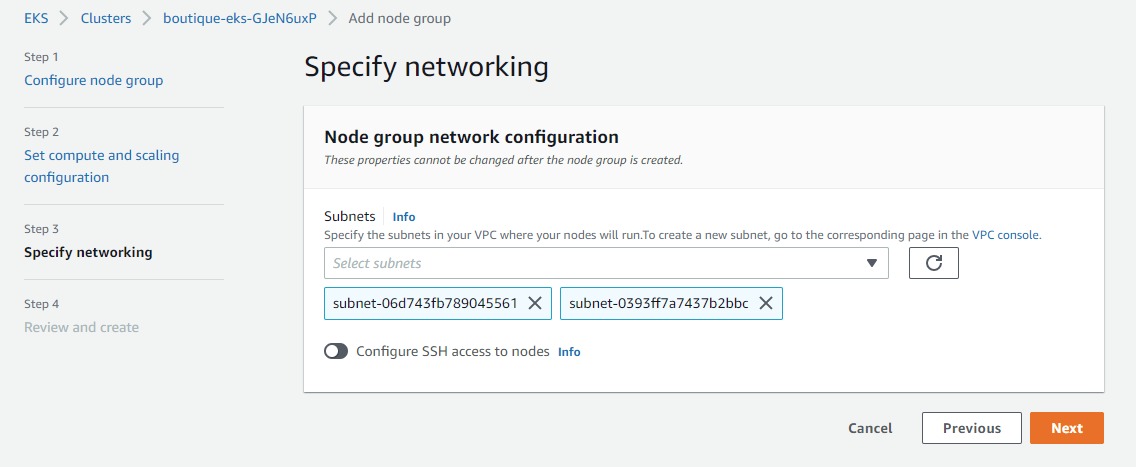 EKS Clusters boutique-eks-GJeN6uxP Add node group
Step 1
Configure node group
Step 2
Set compute and scaling
configuration
Step 3
Specify networking
Step 4
Review and create
Specify networking
Node group network configuration
These properties cannot be changed after the node group is created.
Subnets Info
Specify the subnets in your VPC where your nodes will run.To create a new subnet, go to the corresponding page in the VPC console.
Select subnets
subnet-06d743fb789045561 subnet-0393ff7a7437b2bbc
Configure SSH access to nodes Info
Cancel Previous Next